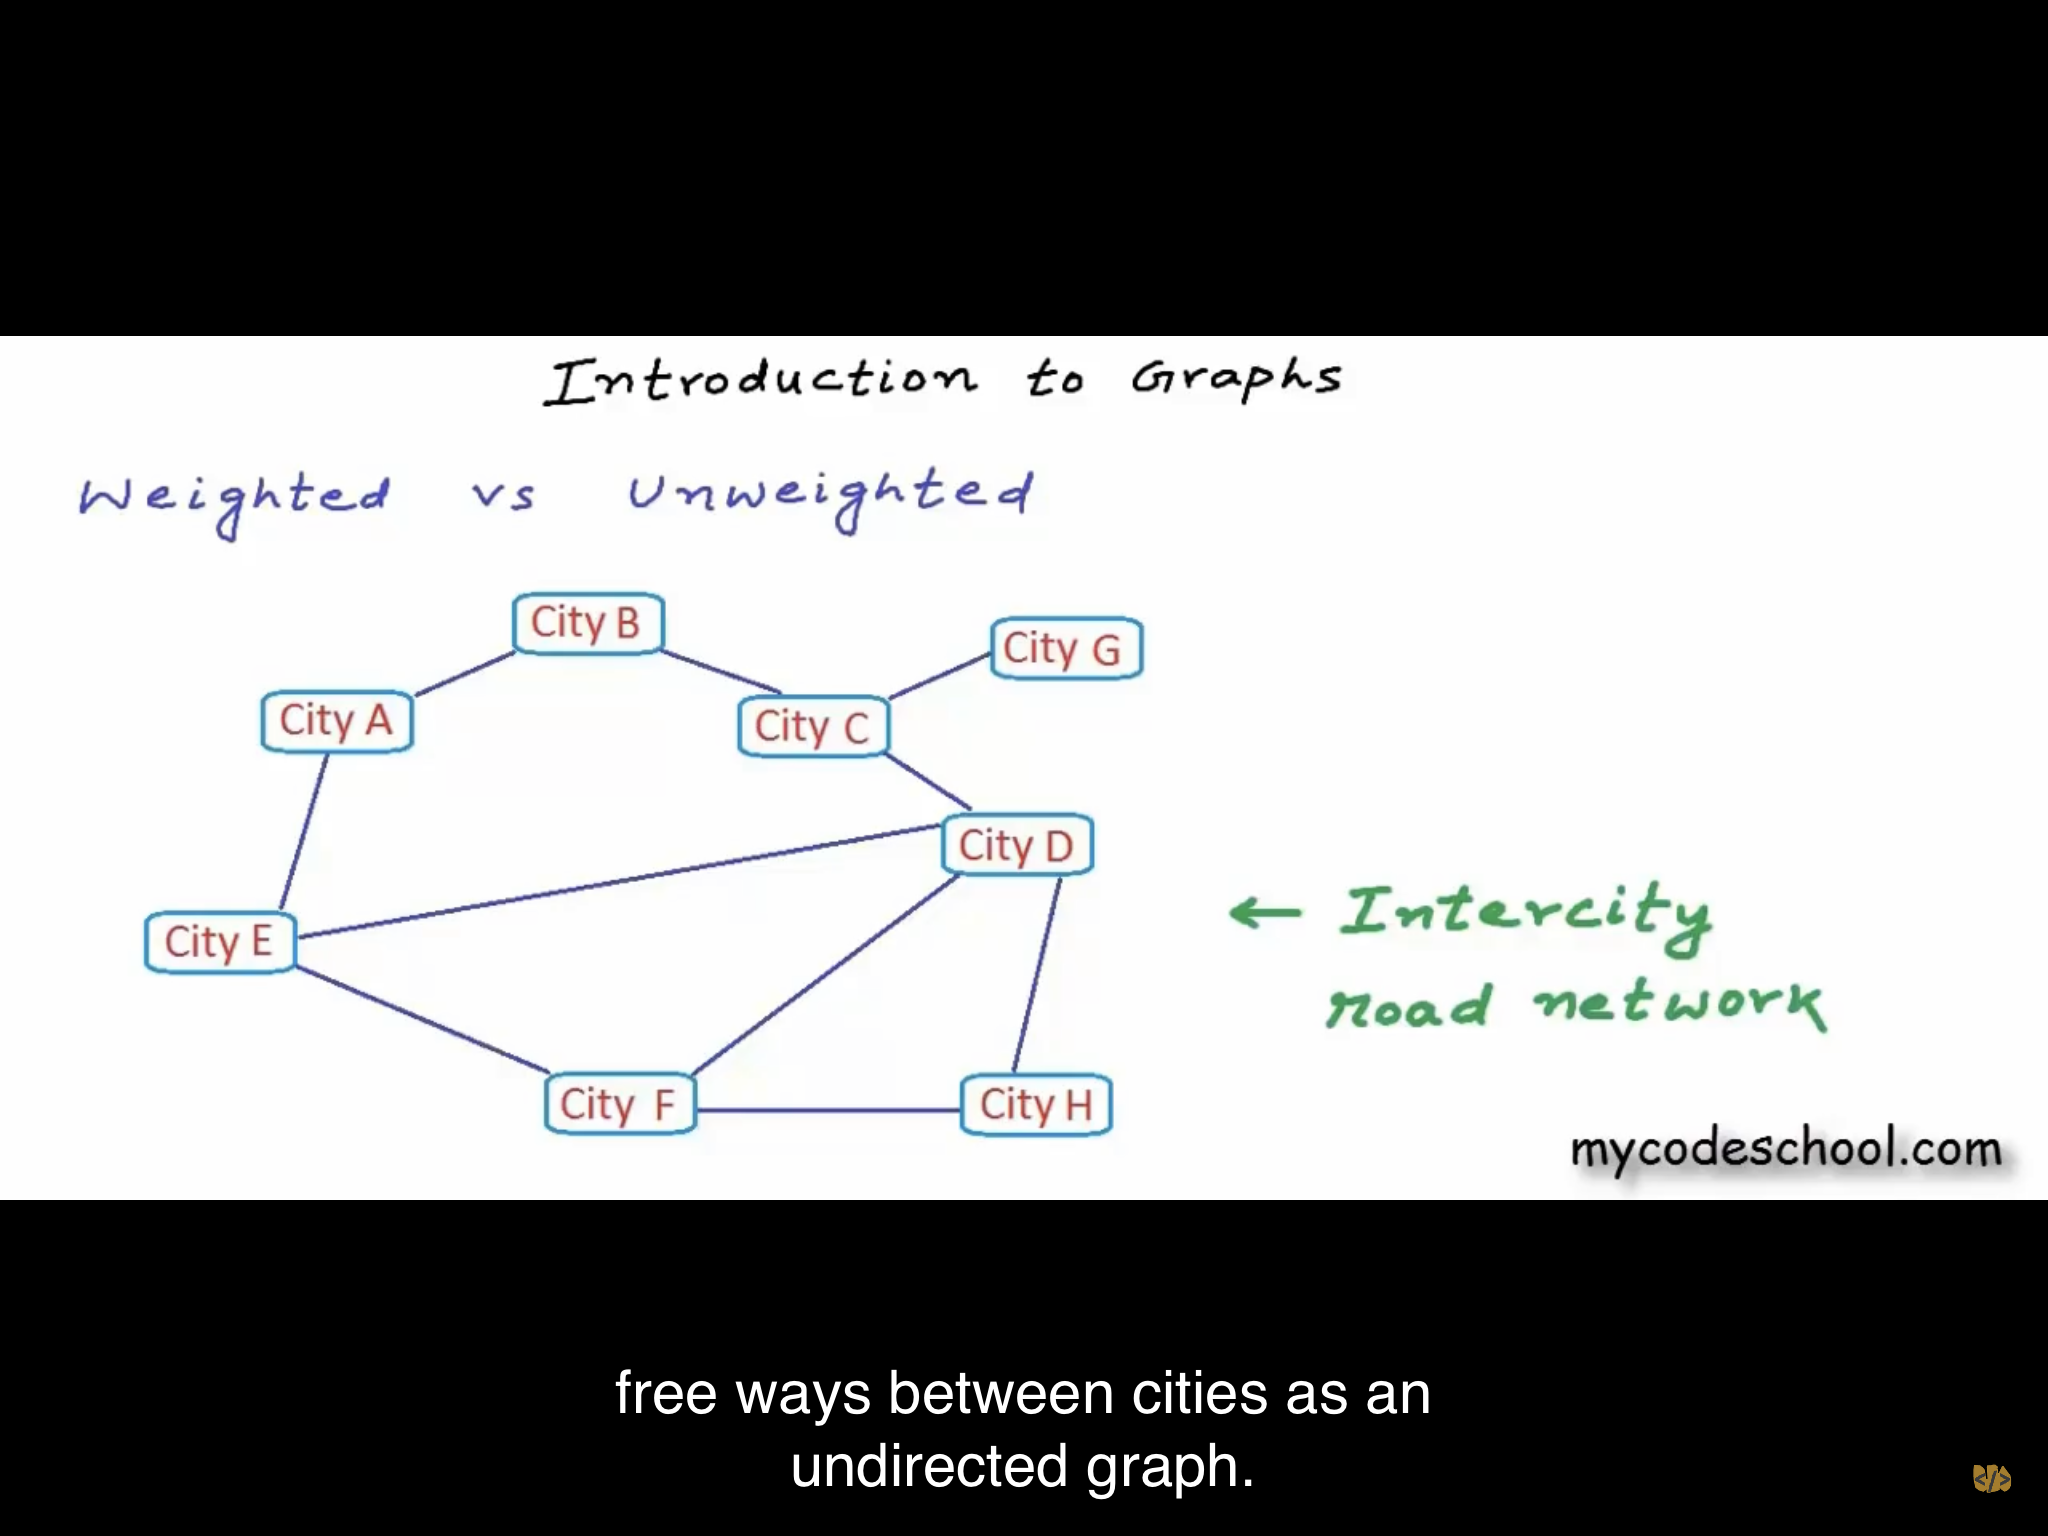 Introduction to Graphs
Weighted vs Unweighted
City B
City G
City A
City C
City D
City E
← Intercity
road network
City F
City H
mycodeschool.com
free ways between cities as an
undirected graph.